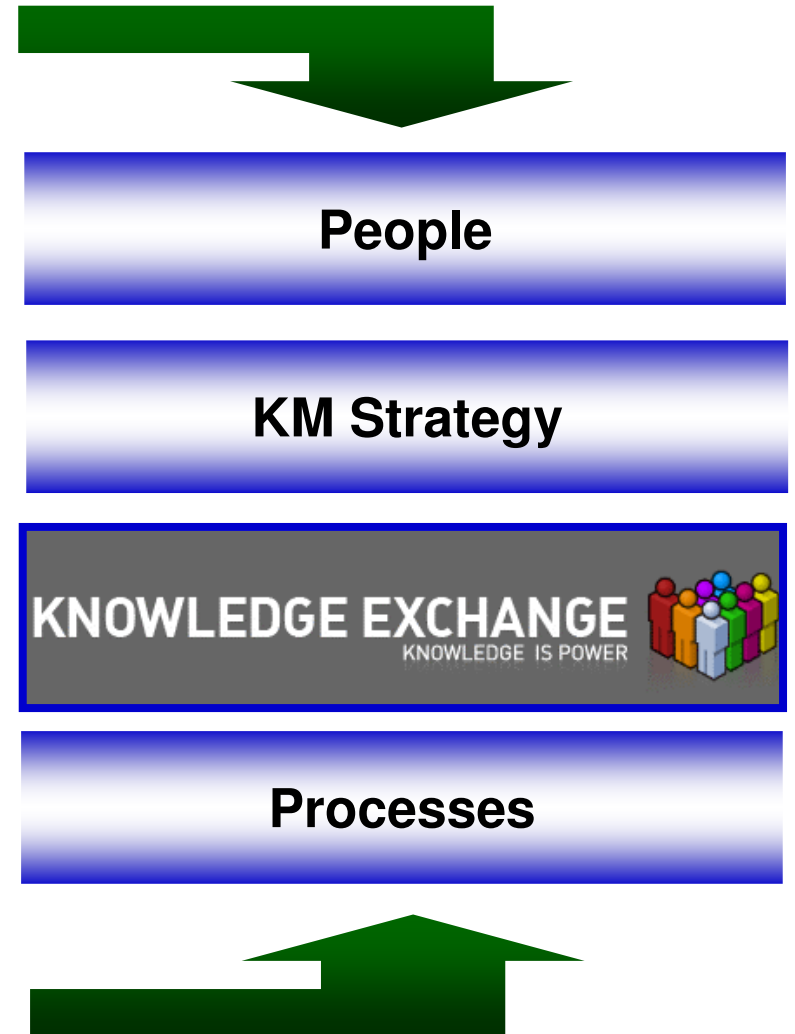 People
KM Strategy
KNOWLEDGE EXCHANGE
KNOWLEDGE IS POWER
Processes